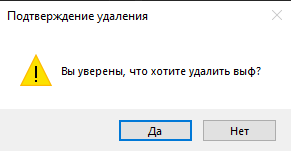 Подтверждение удаления
Вы уверены, что хотите удалить выф?
Да
Нет